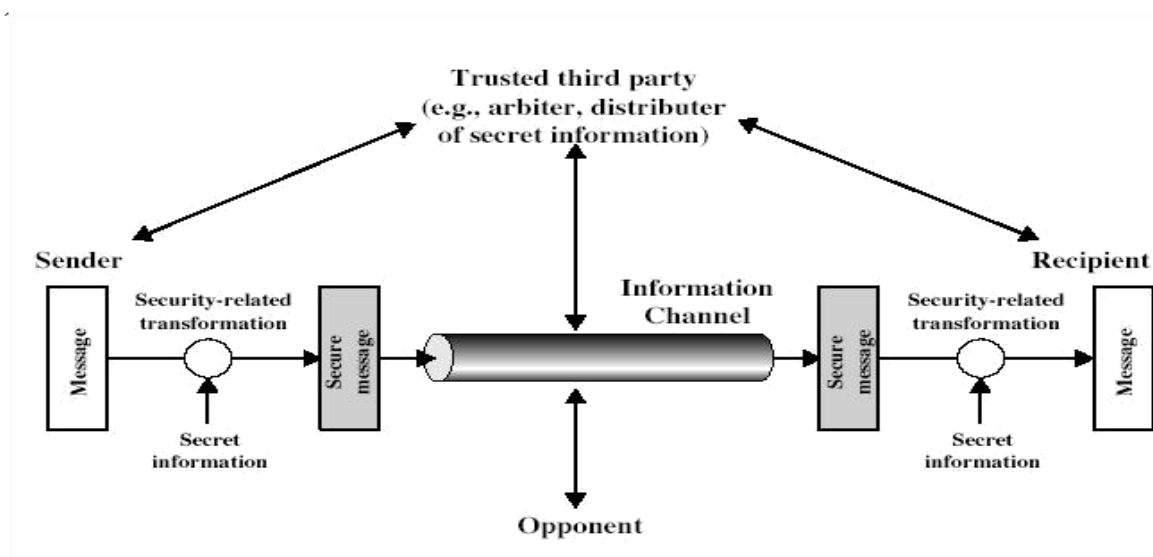 Trusted third party
(e.g., arbiter, distributer
of secret information)
Sender
Recipient
Message
Security-related
transformation
Secret
information
Secure
message
Information
Channel
Secure
message
Security-related
transformation
Secret
information
Message
Opponent